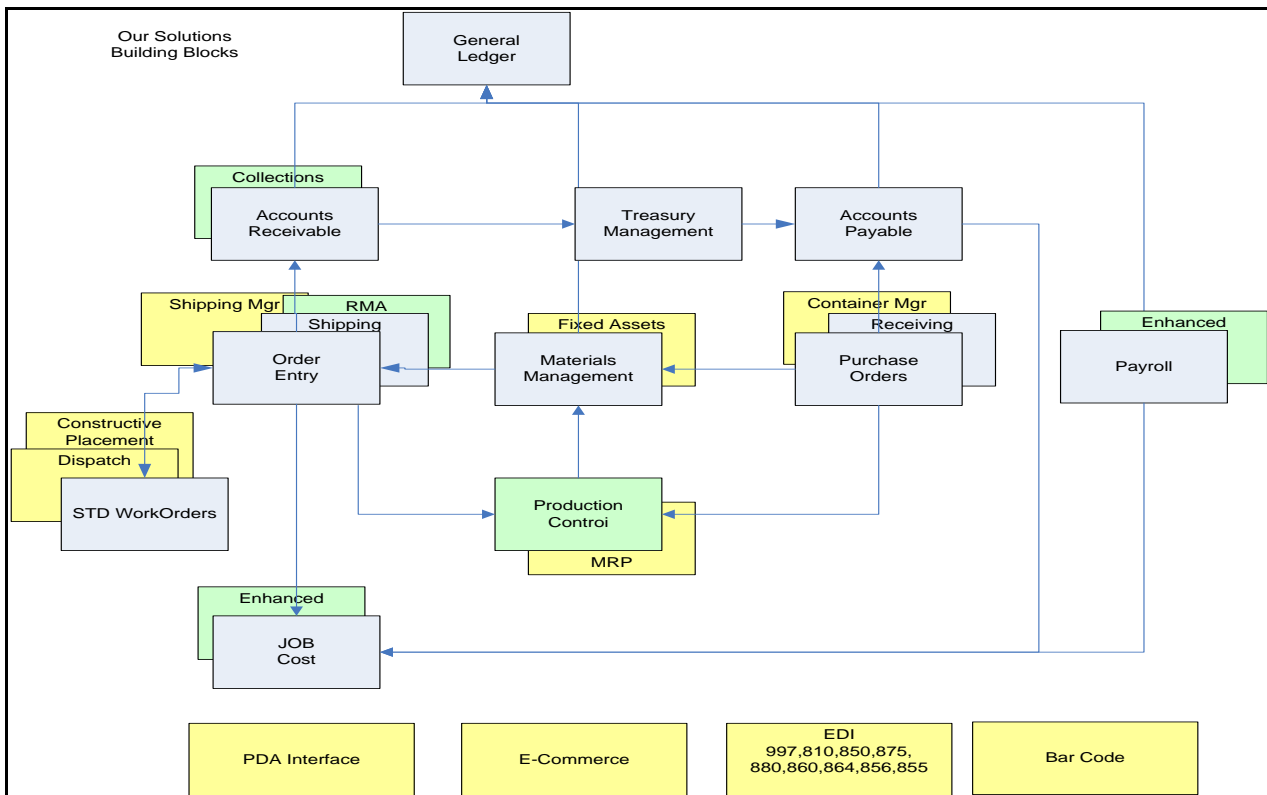 Our Solutions
Building Blocks
General
Ledger
Collections
Accounts
Receivable
Treasury
Management
Accounts
Payable
Shipping Mgr
RMA
Shipping
Order
Entry
Fixed Assets
Materials
Management
Container Mgr
Receiving
Purchase
Orders
Enhanced
Payroll
Constructive
Placement
Dispatch
STD WorkOrders
Production
Controi
MRP
Enhanced
JOB
Cost
PDA Interface
E-Commerce
EDI
997,810,850,875,
880,860,864,856,855
Bar Code